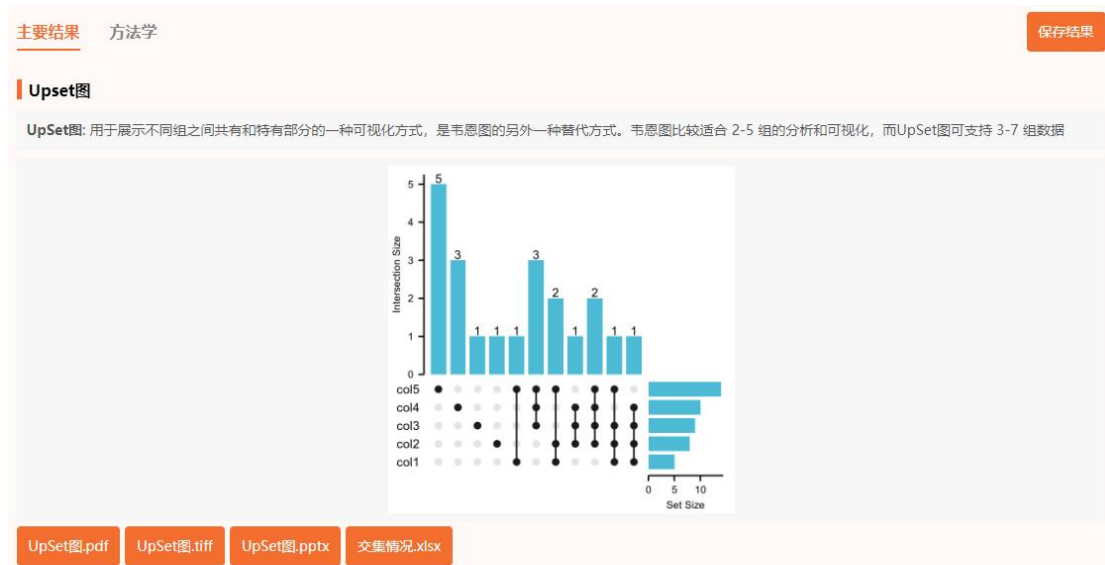 主要结果 方法学 保存结果
Upset图
UpSet图: 用于展示不同组之间共有和特有部分的一种可视化方式，是韦恩图的另外一种替代方式。韦恩图比较适合 2-5 组的分析和可视化，而UpSet图可支持 3-7 组数据
5
4
3
2
1
0
Intersection Size
5 3 1 1 1 3 2 1 2 1 1
col5
col4
col3
col2
col1
0 5 10
Set Size
UpSet图.pdf UpSet图.tiff UpSet图.pptx 交集情况.xlsx